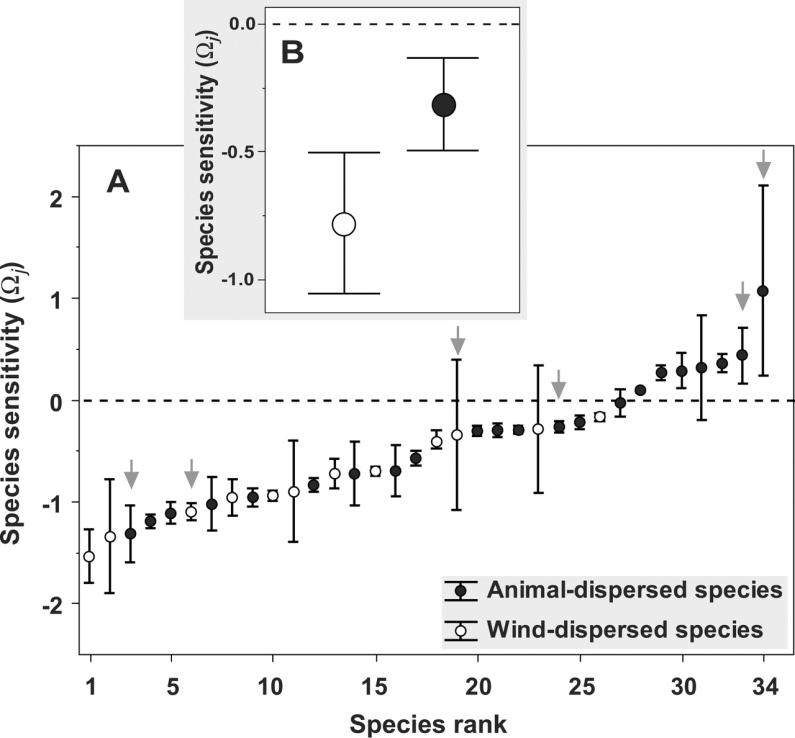 0.0
-0.5
-1.0
Species sensitivity (Ωj)
B
A
2
1
0
-1
-2
Species sensitivity (Ωj)
Animal-dispersed species
Wind-dispersed species
1 5 10 15 20 25 30 34
Species rank